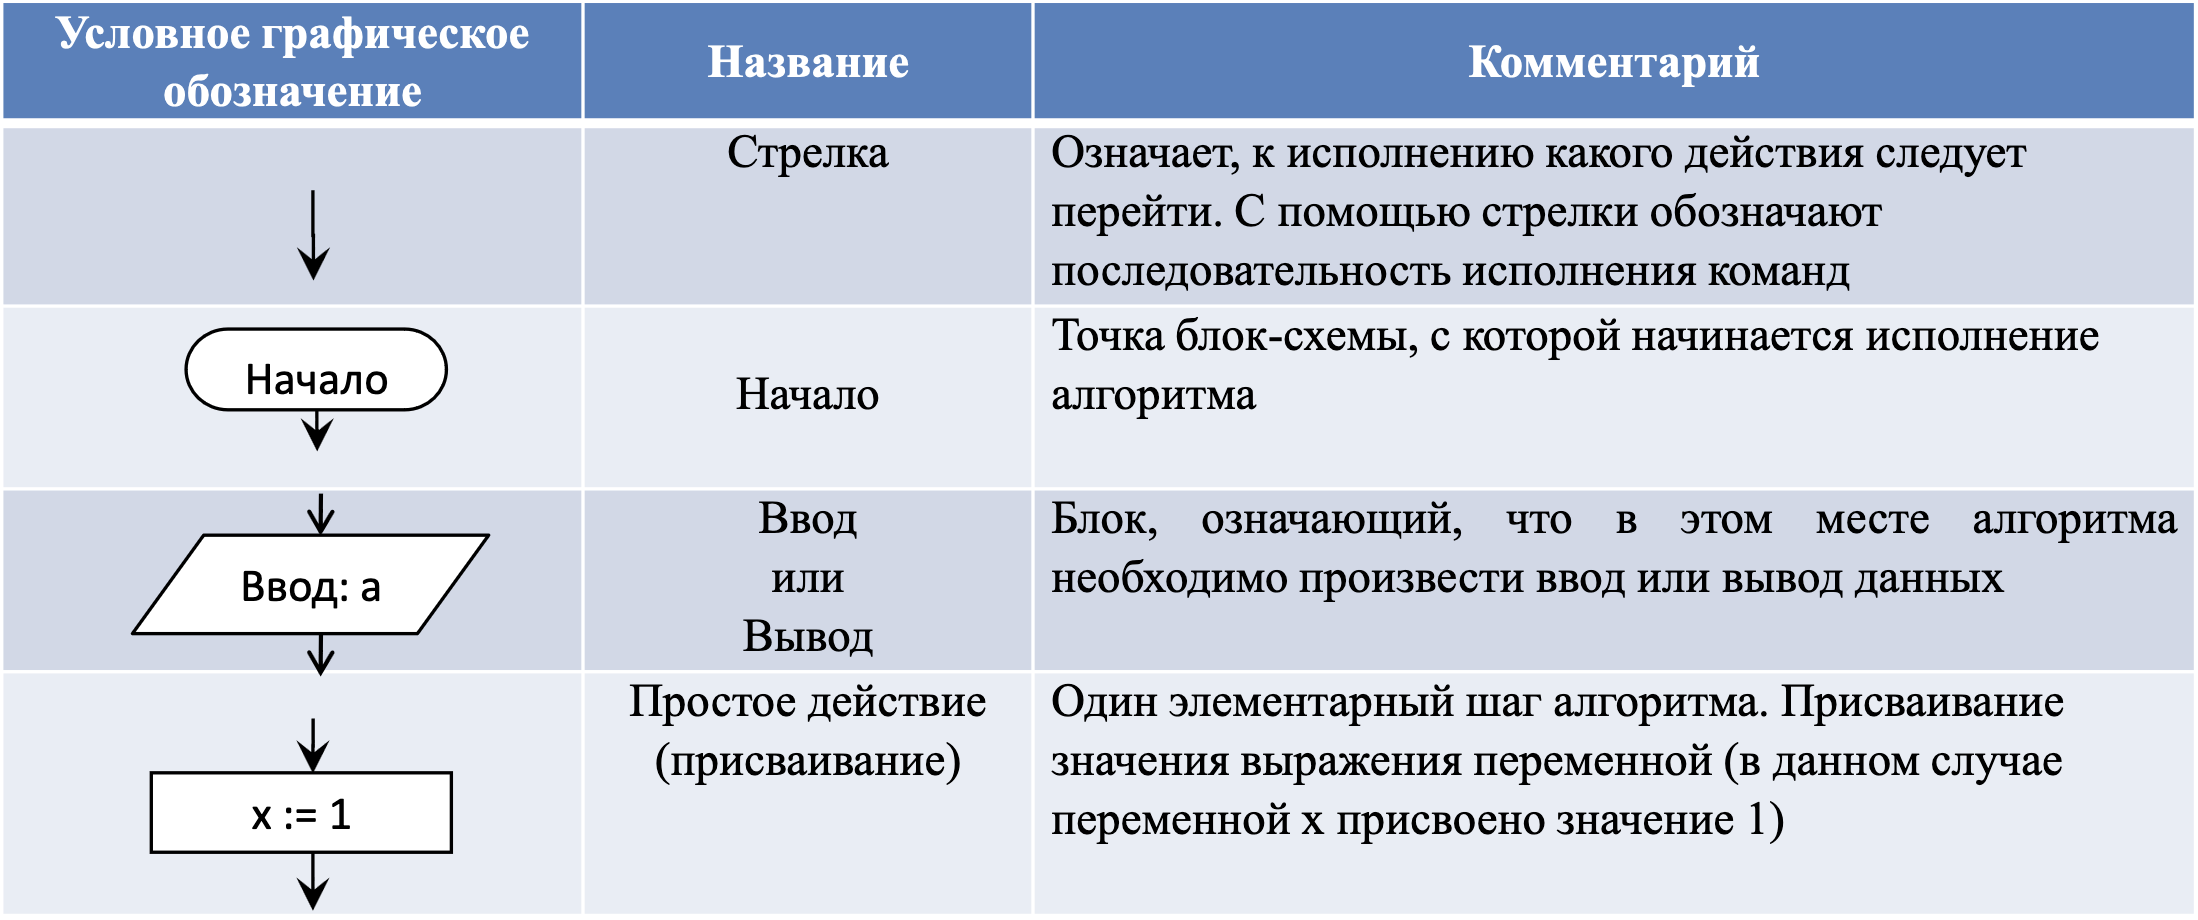 Условное графическое
обозначение
Название
Комментарий
Стрелка
Означает, к исполнению какого действия следует
перейти. С помощью стрелки обозначают
последовательность исполнения команд
Начало
Начало
Точка блок-схемы, с которой начинается исполнение
алгоритма
Ввод: a
Ввод
или
Вывод
Блок, означающий, что в этом месте алгоритма
необходимо произвести ввод или вывод данных
x := 1
Простое действие
(присваивание)
Один элементарный шаг алгоритма. Присваивание
значения выражения переменной (в данном случае
переменной x присвоено значение 1)